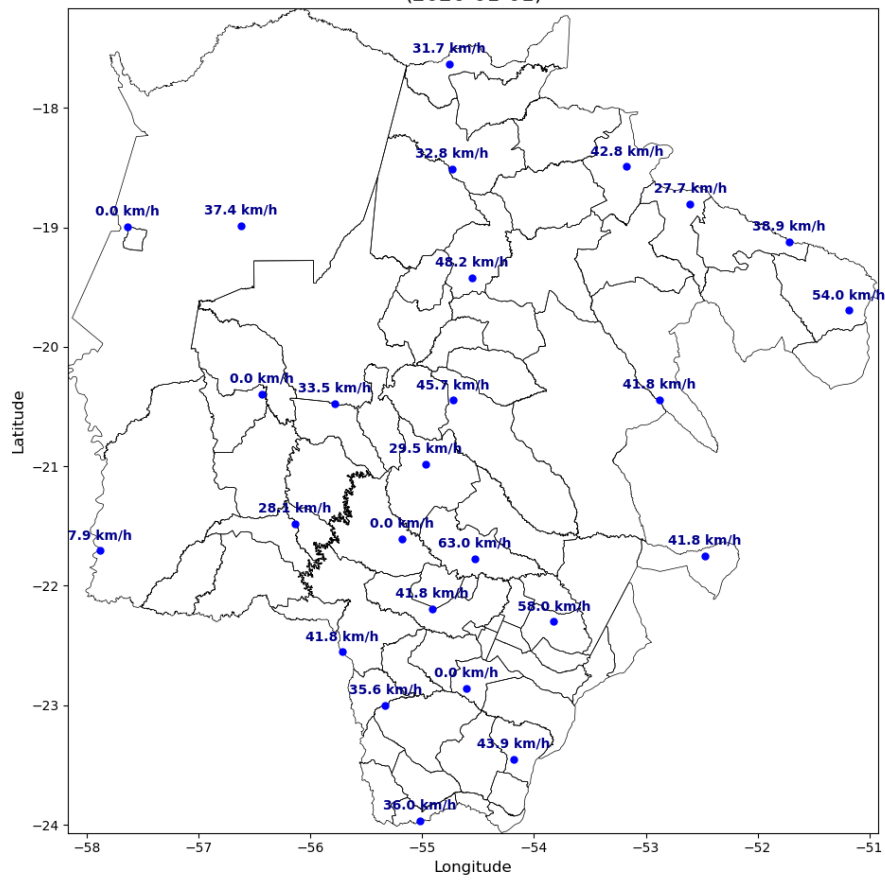 31.7 km/h
32.8 km/h
42.8 km/h
27.7 km/h
0.0 km/h
37.4 km/h
38.9 km/h
48.2 km/h
54.0 km/h
0.0 km/h
33.5 km/h
45.7 km/h
41.8 km/h
29.5 km/h
28.1 km/h
0.0 km/h
7.9 km/h
63.0 km/h
41.8 km/h
41.8 km/h
58.0 km/h
41.8 km/h
0.0 km/h
35.6 km/h
43.9 km/h
36.0 km/h
Latitude
−18
−19
−20
−21
−22
−23
−24
−58
−57
−56
−55
−54
−53
−52
−51
Longitude